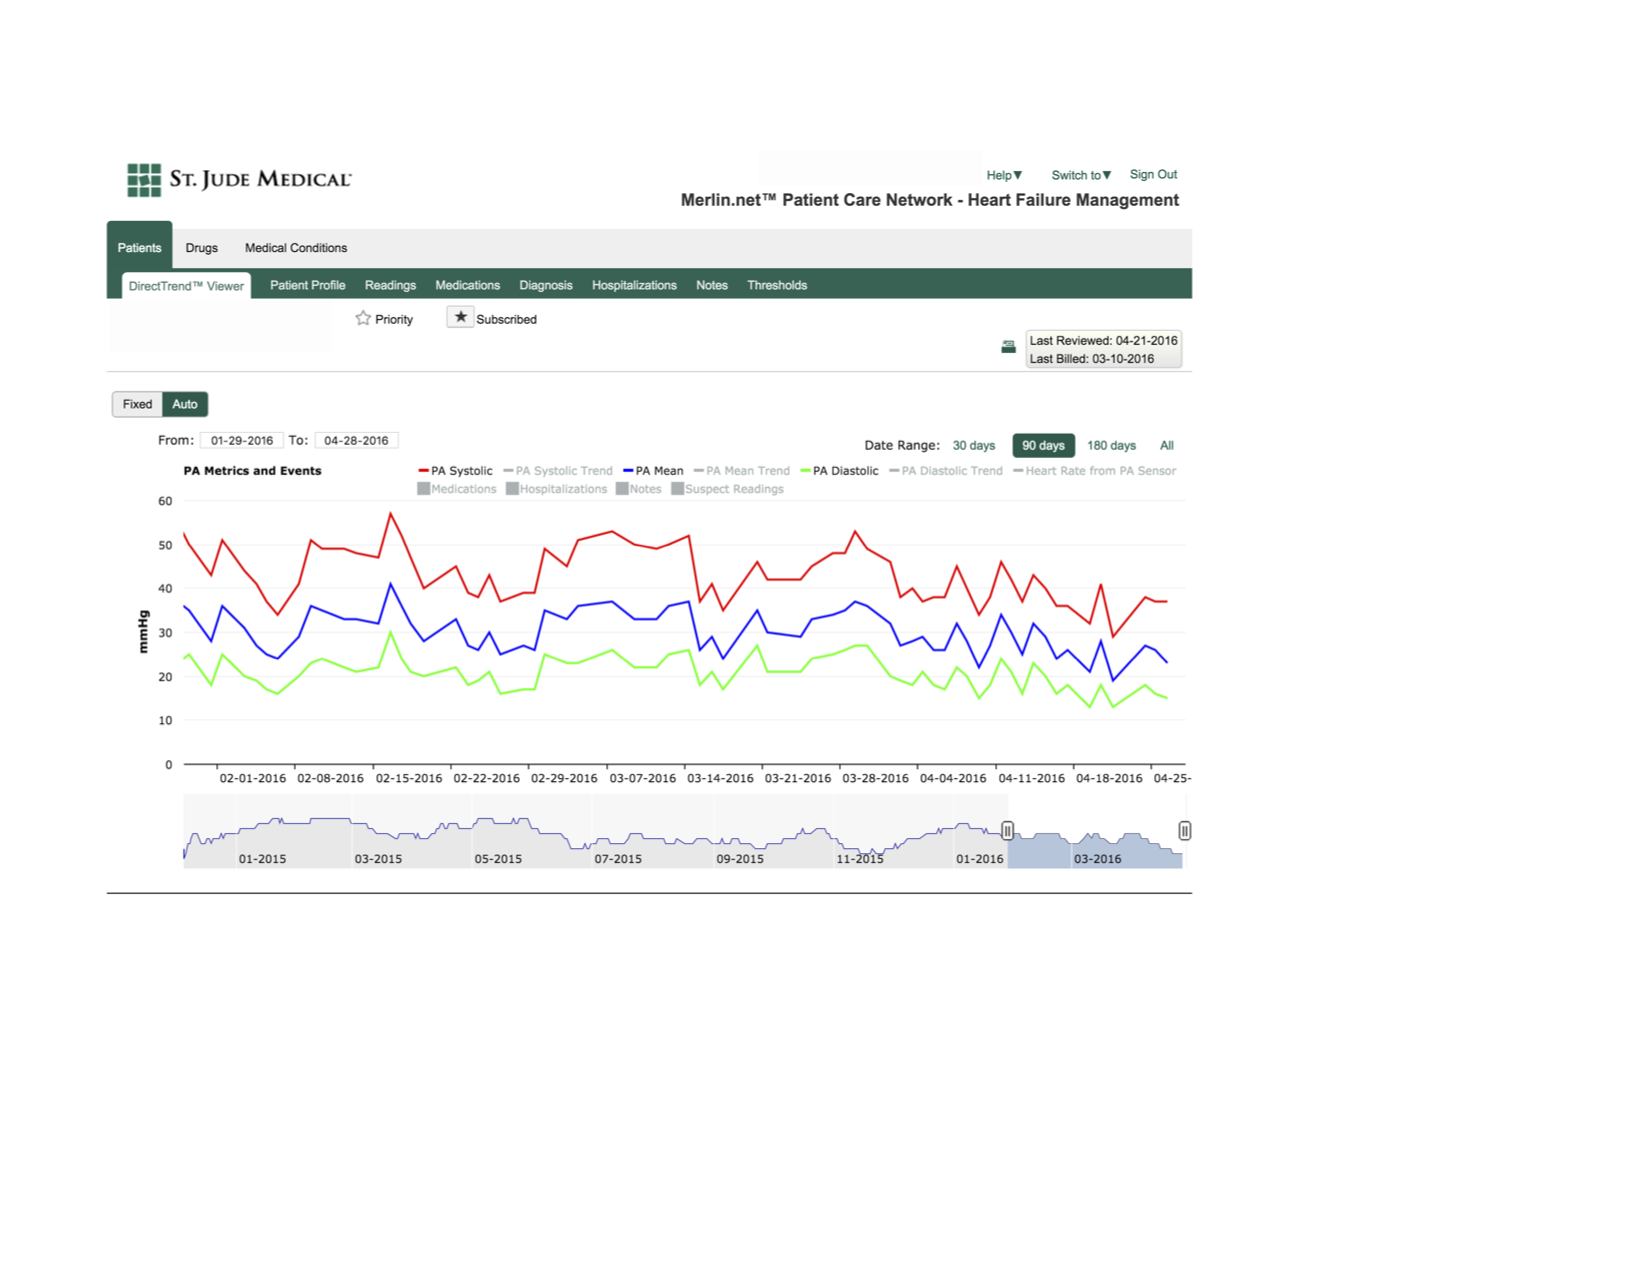 ST. JUDE MEDICAL™
Help▼ Switch to▼ Sign Out
Merlin.net™ Patient Care Network - Heart Failure Management
Patients Drugs Medical Conditions
DirectTrend™ Viewer Patient Profile Readings Medications Diagnosis Hospitalizations Notes Thresholds
Priority Subscribed
Last Reviewed: 04-21-2016
Last Billed: 03-10-2016
Fixed Auto
From: 01-29-2016 To: 04-28-2016
Date Range: 30 days 90 days 180 days All
PA Metrics and Events
PA Systolic PA Systolic Trend PA Mean PA Mean Trend PA Diastolic PA Diastolic Trend Heart Rate from PA Sensor
Medications Hospitalizations Notes Suspect Readings
60
50
40
30
20
10
0
mmHg
02-01-2016 02-08-2016 02-15-2016 02-22-2016 02-29-2016 03-07-2016 03-14-2016 03-21-2016 03-28-2016 04-04-2016 04-11-2016 04-18-2016 04-25-
01-2015 03-2015 05-2015 07-2015 09-2015 11-2015 01-2016 03-2016